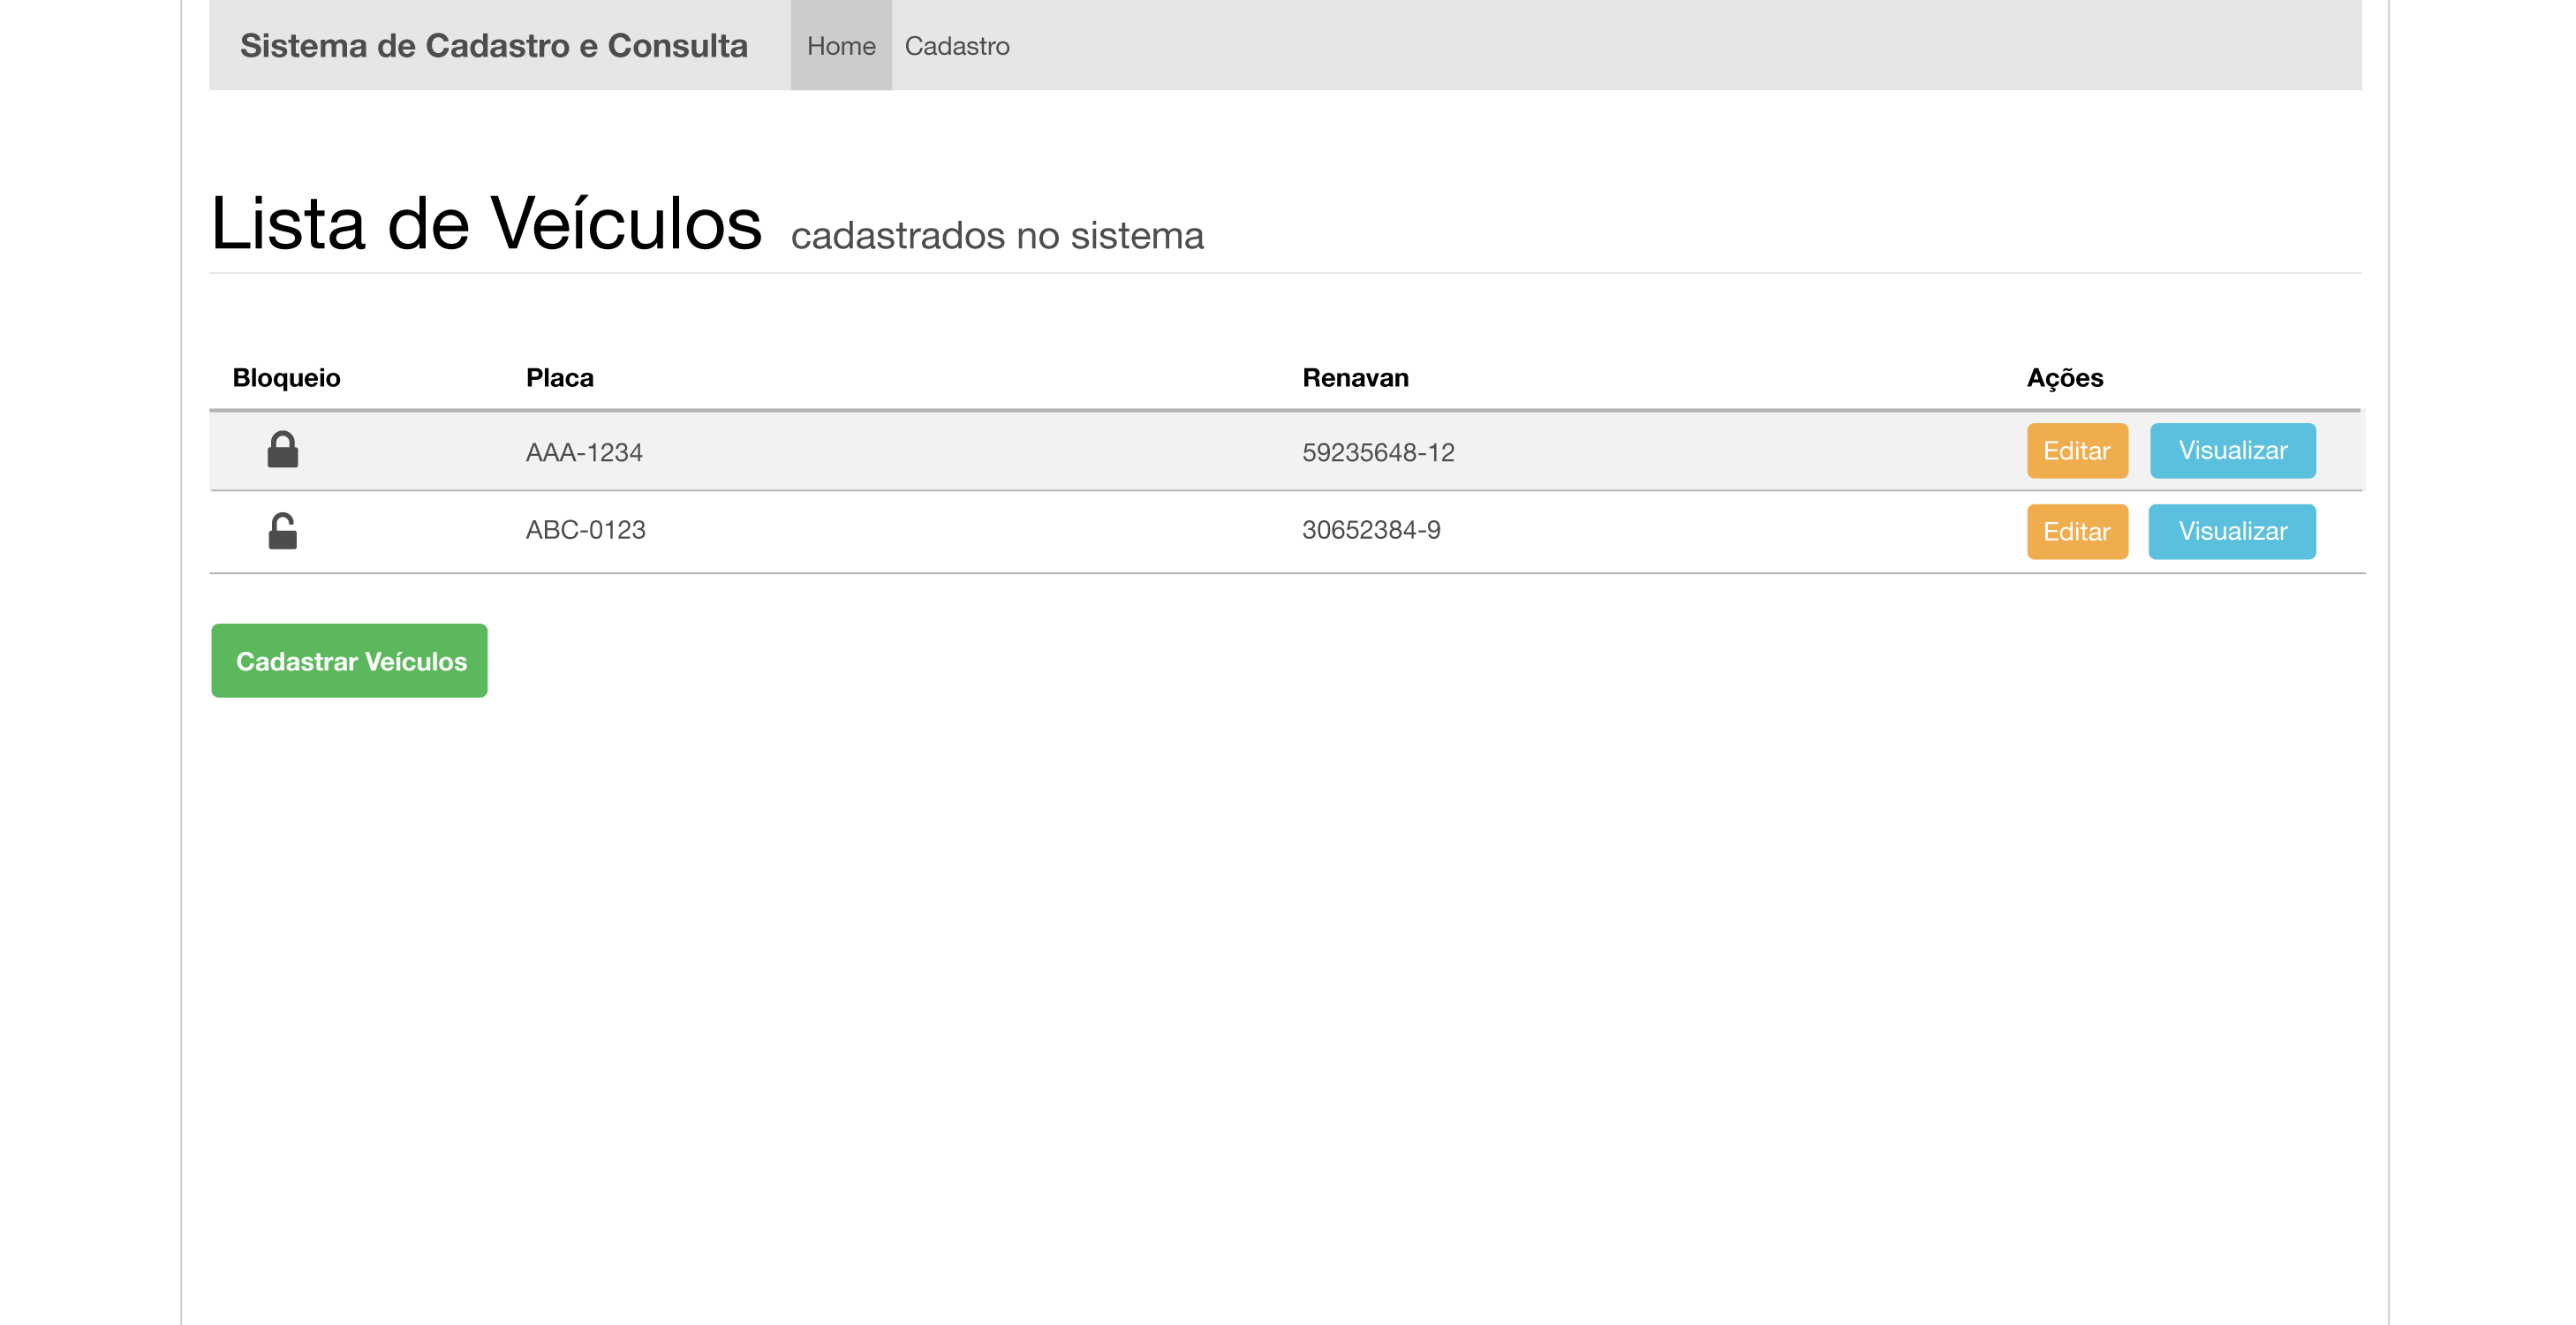 Sistema de Cadastro e Consulta Home Cadastro
Lista de Veículos cadastrados no sistema
Bloqueio Placa Renavan Ações
AAA-1234 59235648-12 Editar Visualizar
ABC-0123 30652384-9 Editar Visualizar
Cadastrar Veículos